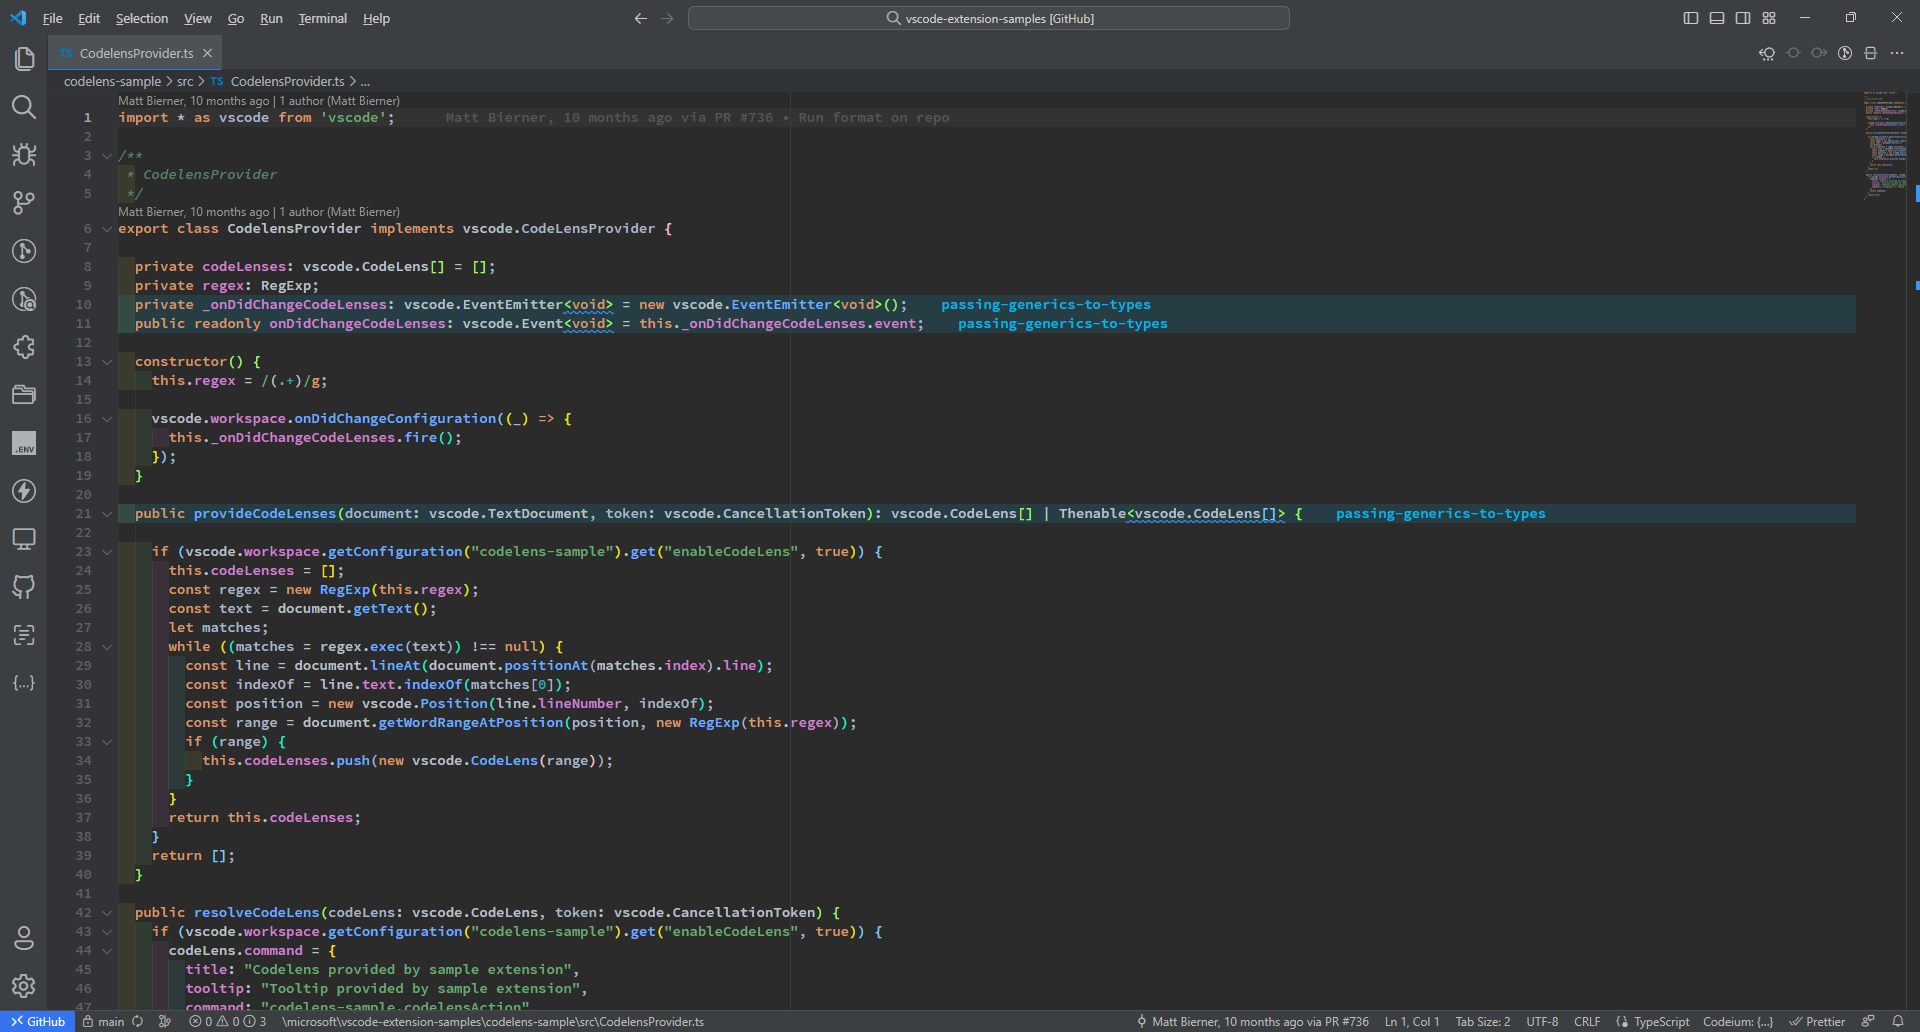 File Edit Selection View Go Run Terminal Help
vscode-extension-samples [GitHub]
TS CodelensProvider.ts
codelens-sample > src > TS CodelensProvider.ts > ...
Matt Bierner, 10 months ago | 1 author (Matt Bierner)
1 import * as vscode from 'vscode'; Matt Bierner, 10 months ago via PR #736 • Run format on repo
2
3 /**
4 * CodelensProvider
5 */
Matt Bierner, 10 months ago | 1 author (Matt Bierner)
6 export class CodelensProvider implements vscode.CodeLensProvider {
7
8 private codeLenses: vscode.CodeLens[] = [];
9 private regex: RegExp;
10 private _onDidChangeCodeLenses: vscode.EventEmitter<void> = new vscode.EventEmitter<void>(); passing-generics-to-types
11 public readonly onDidChangeCodeLenses: vscode.Event<void> = this._onDidChangeCodeLenses.event; passing-generics-to-types
12
13 constructor() {
14 this.regex = /(.+)/g;
15
16 vscode.workspace.onDidChangeConfiguration((_) => {
17 this._onDidChangeCodeLenses.fire();
18 });
19 }
20
21 public provideCodeLenses(document: vscode.TextDocument, token: vscode.CancellationToken): vscode.CodeLens[] | Thenable<vscode.CodeLens[]> { passing-generics-to-types
22
23 if (vscode.workspace.getConfiguration("codelens-sample").get("enableCodeLens", true)) {
24 this.codeLenses = [];
25 const regex = new RegExp(this.regex);
26 const text = document.getText();
27 let matches;
28 while ((matches = regex.exec(text)) !== null) {
29 const line = document.lineAt(document.positionAt(matches.index).line);
30 const indexOf = line.text.indexOf(matches[0]);
31 const position = new vscode.Position(line.lineNumber, indexOf);
32 const range = document.getWordRangeAtPosition(position, new RegExp(this.regex));
33 if (range) {
34 this.codeLenses.push(new vscode.CodeLens(range));
35 }
36 }
37 return this.codeLenses;
38 }
39 return [];
40 }
41
42 public resolveCodeLens(codeLens: vscode.CodeLens, token: vscode.CancellationToken) {
43 if (vscode.workspace.getConfiguration("codelens-sample").get("enableCodeLens", true)) {
44 codeLens.command = {
45 title: "Codelens provided by sample extension",
46 tooltip: "Tooltip provided by sample extension",
47 command: "codelens-sample.codelensAction"
.ENV
{...}
GitHub main 0 0 3 \microsoft\vscode-extension-samples\codelens-sample\src\CodelensProvider.ts Matt Bierner, 10 months ago via PR #736 Ln 1, Col 1 Tab Size: 2 UTF-8 CRLF TypeScript Codeium: {...} Prettier